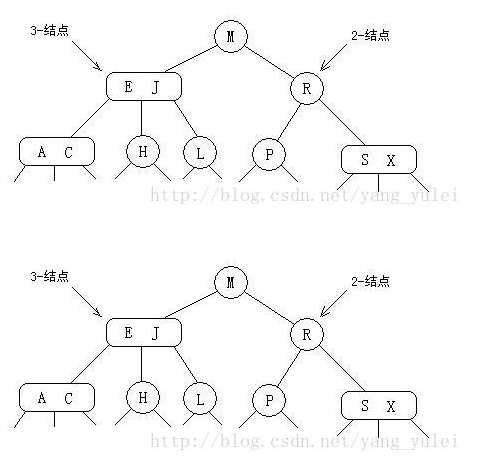 3-结点
M
2-结点
E J
R
A C
H
L
P
S X
http://blog.csdn.net/yang_yulei
3-结点
M
2-结点
E J
R
A C
H
L
P
S X
http://blog.csdn.net/yang_yulei